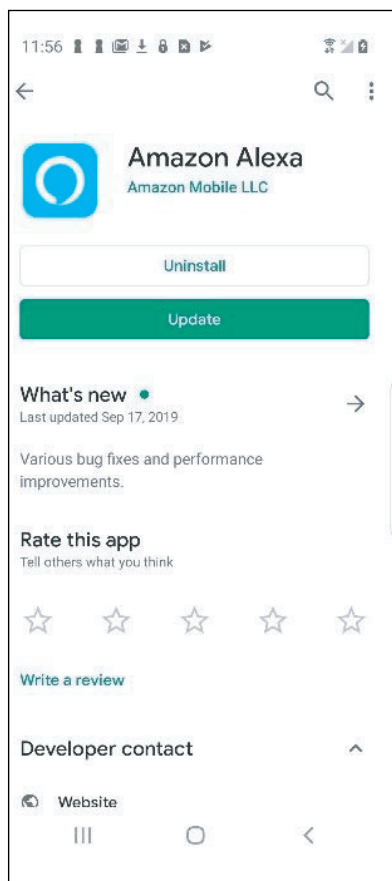 11:56
Amazon Alexa
Amazon Mobile LLC
Uninstall
Update
What's new
Last updated Sep 17, 2019
Various bug fixes and performance
improvements.
Rate this app
Tell others what you think
Write a review
Developer contact
Website